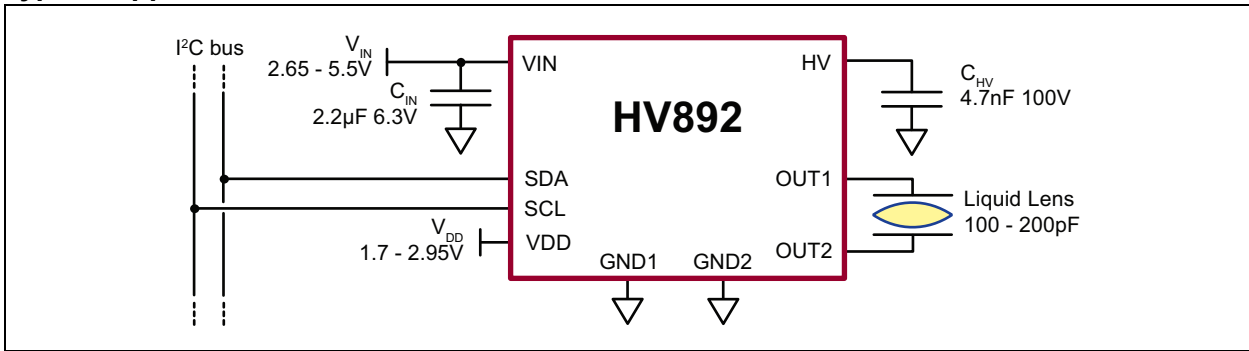 I²C bus
V_IN
2.65 - 5.5V
C_IN
2.2µF 6.3V
VIN
HV
C_HV
4.7nF 100V
HV892
SDA
OUT1
SCL
Liquid Lens
100 - 200pF
V_DD
1.7 - 2.95V
VDD
GND1
GND2
OUT2